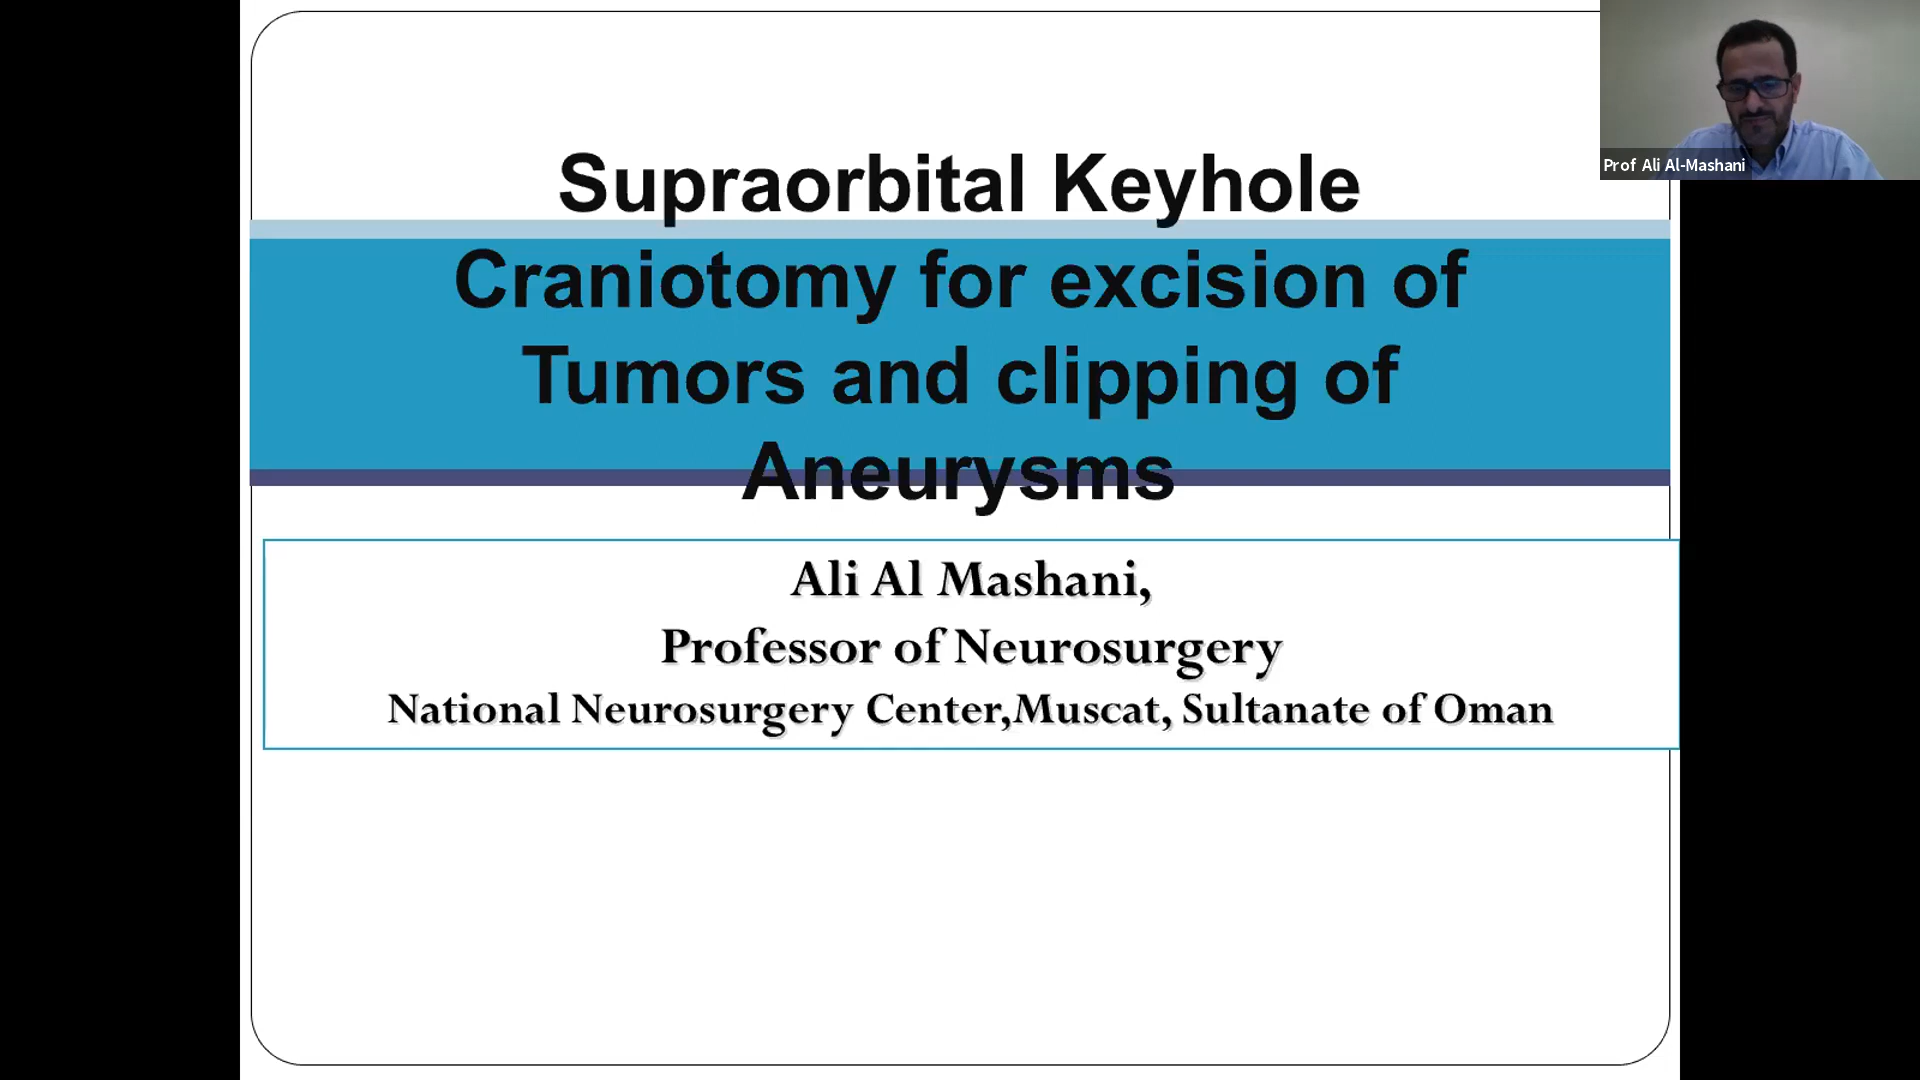 Supraorbital Keyhole
Craniotomy for excision of
Tumors and clipping of
Aneurysms
Ali Al Mashani,
Professor of Neurosurgery
National Neurosurgery Center,Muscat, Sultanate of Oman
Prof Ali Al-Mashani